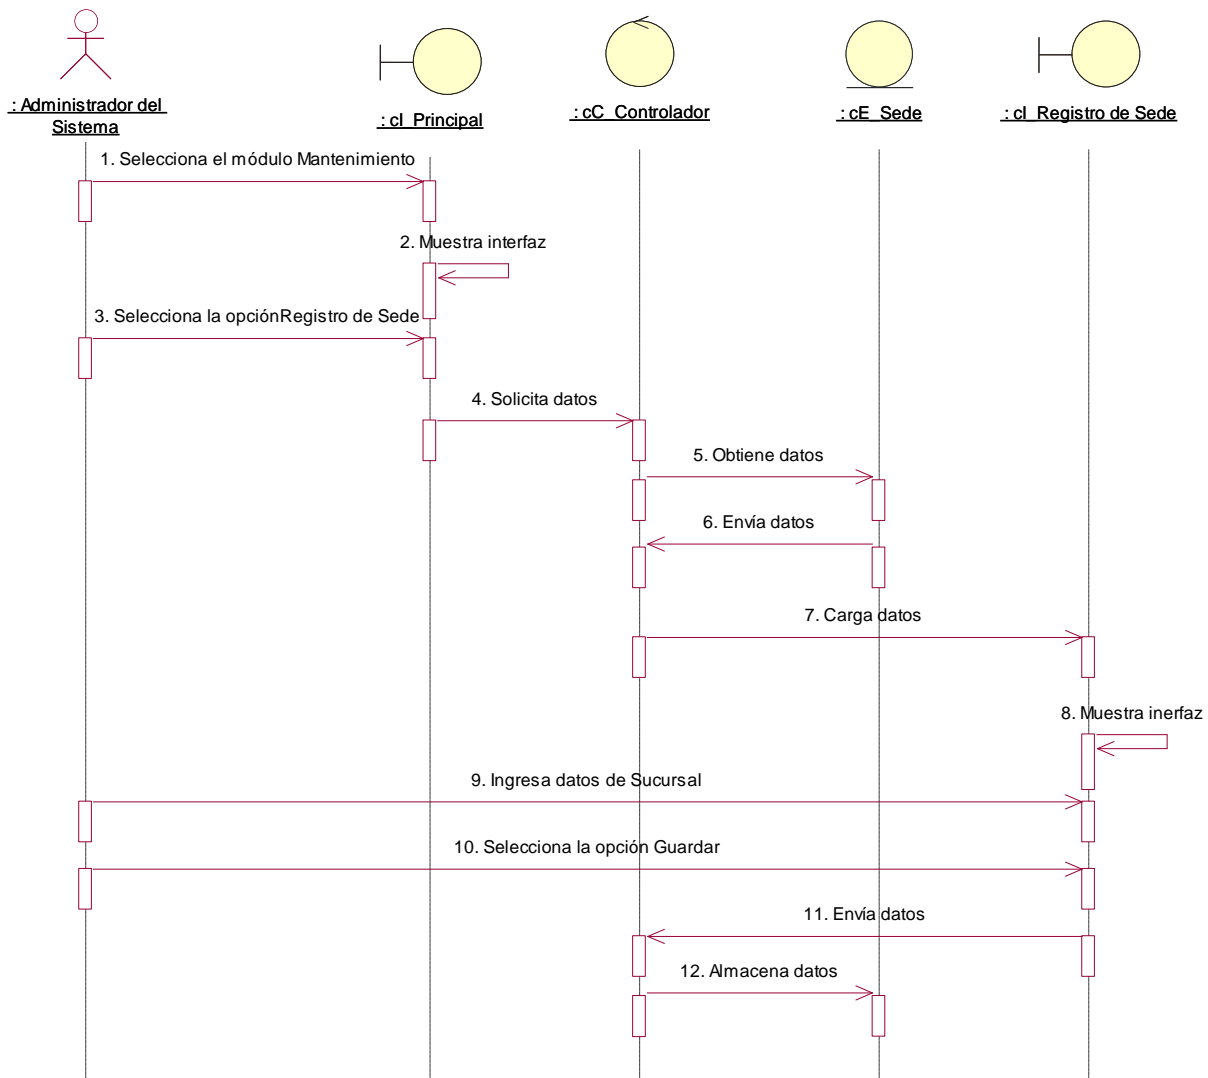 : Administrador del
Sistema
: cI_Principal
: cC_Controlador
: cE_Sede
: cI_Registro de Sede
1. Selecciona el módulo Mantenimiento
2. Muestra interfaz
3. Selecciona la opciónRegistro de Sede
4. Solicita datos
5. Obtiene datos
6. Envía datos
7. Carga datos
8. Muestra inerfaz
9. Ingresa datos de Sucursal
10. Selecciona la opción Guardar
11. Envía datos
12. Almacena datos